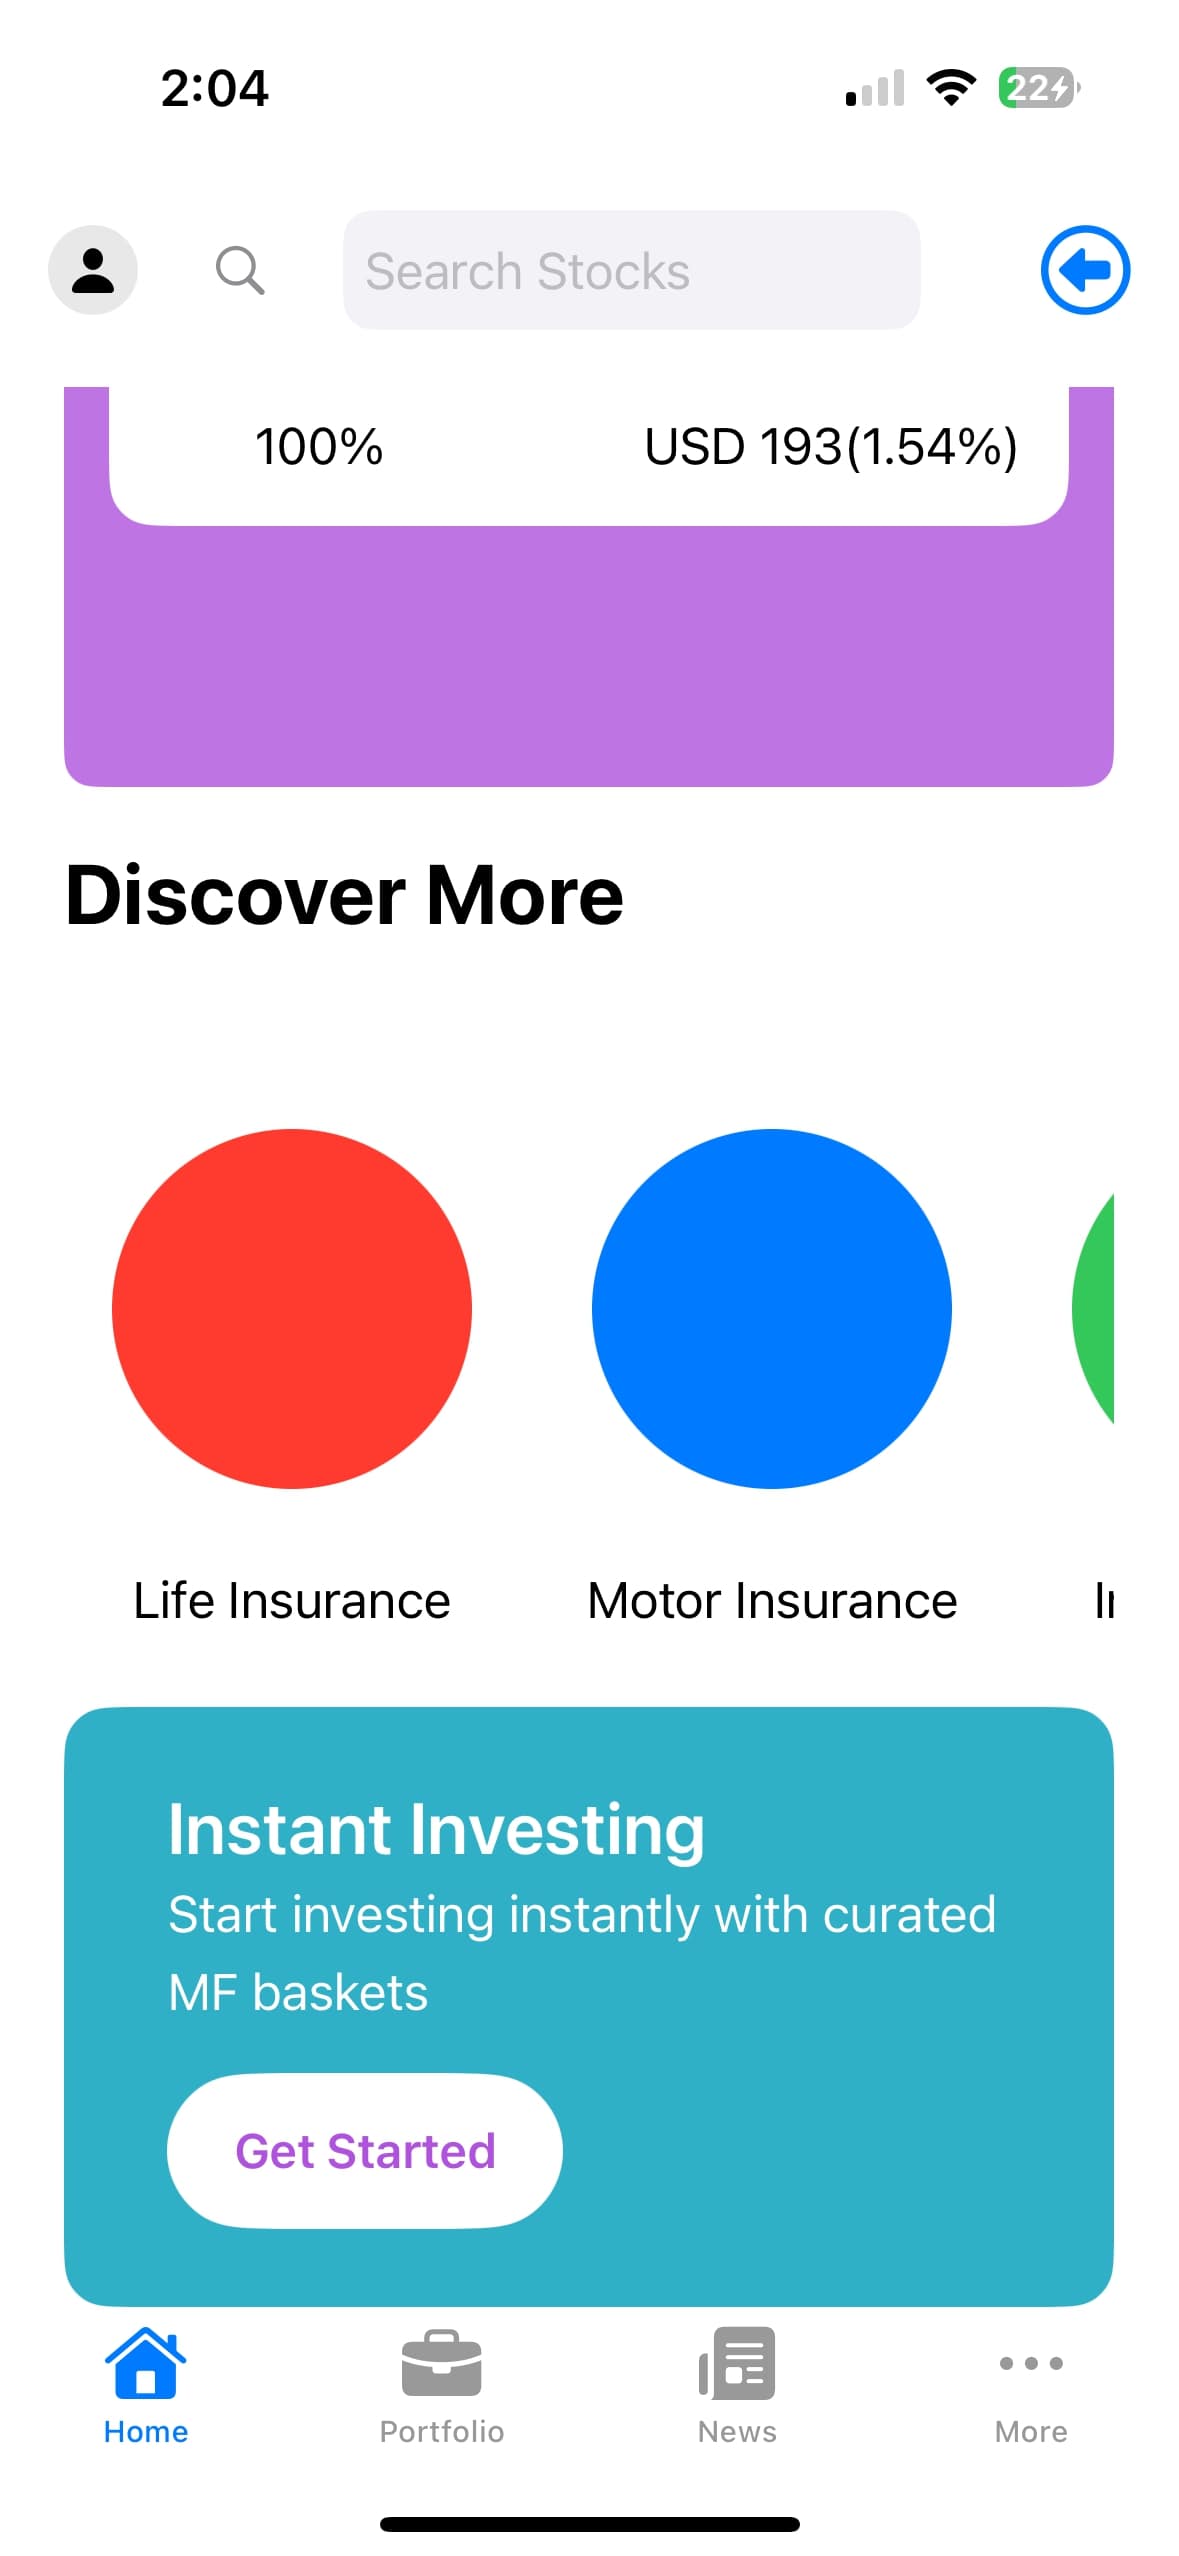 2:04
22
Search Stocks
100% USD 193(1.54%)
Discover More
Life Insurance Motor Insurance
Instant Investing
Start investing instantly with curated
MF baskets
Get Started
Home Portfolio News More